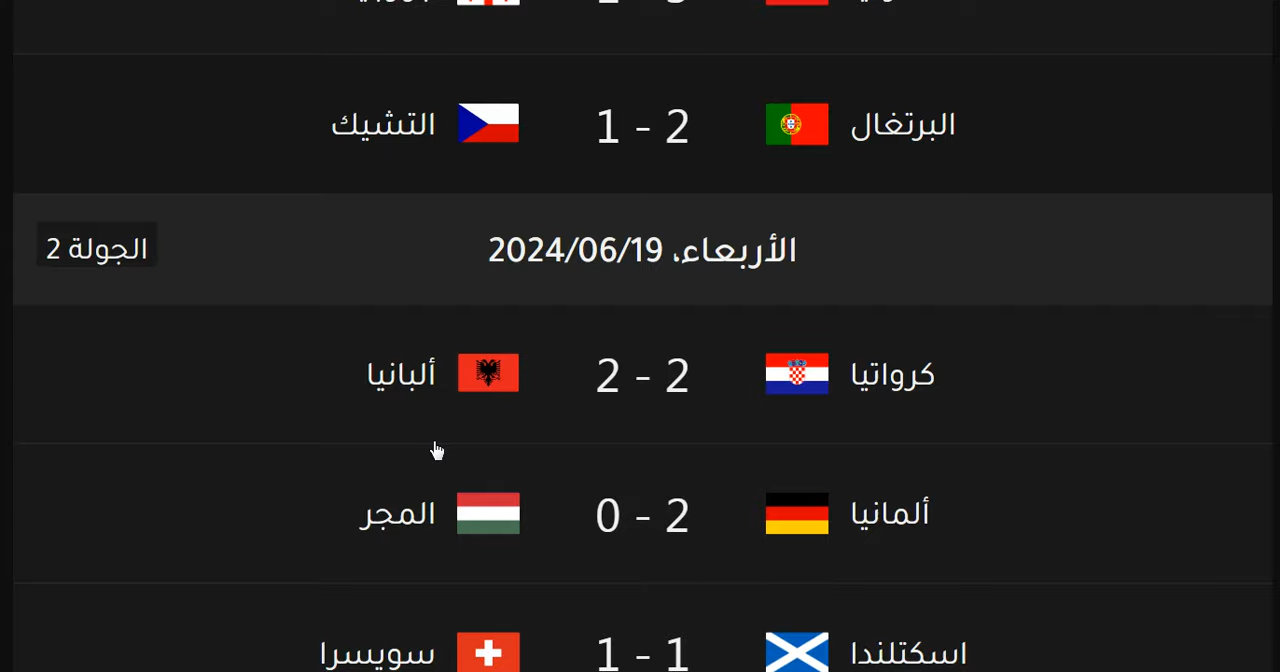 البرتغال 2 - 1 التشيك
الأربعاء، 2024/06/19 الجولة 2
كرواتيا 2 - 2 ألبانيا
ألمانيا 2 - 0 المجر
اسكتلندا 1 - 1 سويسرا